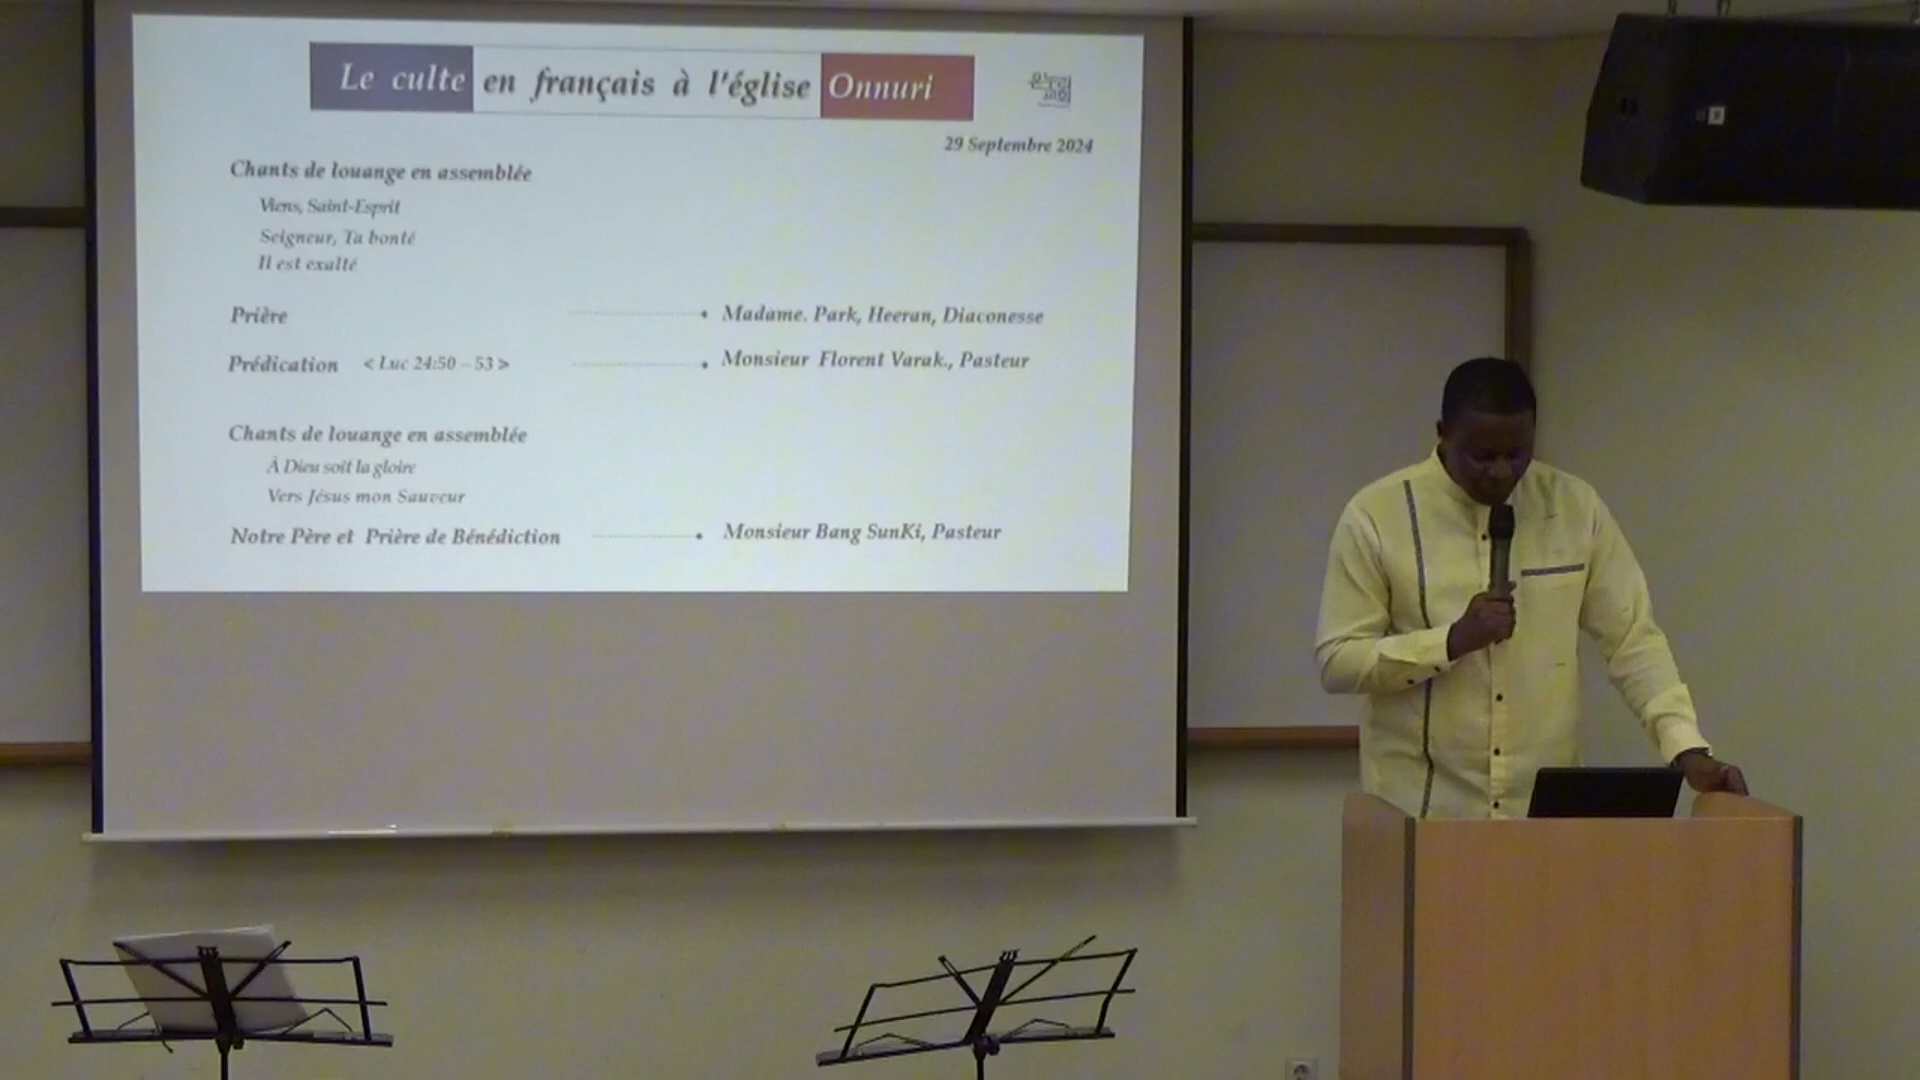 Le culte en français à l'église Onnuri
29 Septembre 2024
Chants de louange en assemblée
Viens, Saint-Esprit
Seigneur, Ta bonté
Il est exalté
Prière Madame. Park, Heeran, Diaconesse
Prédication < Luc 24:50 – 53 > Monsieur Florent Varak., Pasteur
Chants de louange en assemblée
À Dieu soit la gloire
Vers Jésus mon Sauveur
Notre Père et Prière de Bénédiction Monsieur Bang SunKi, Pasteur